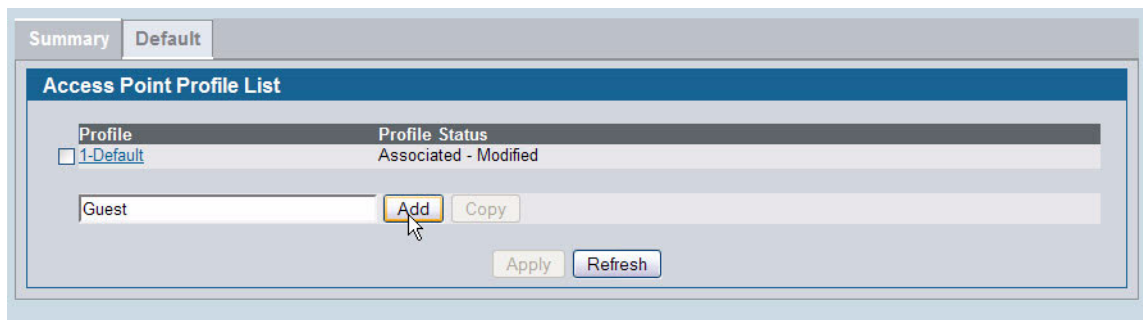 Summary Default
Access Point Profile List
Profile Profile Status
1-Default Associated - Modified
Guest Add Copy
Apply Refresh